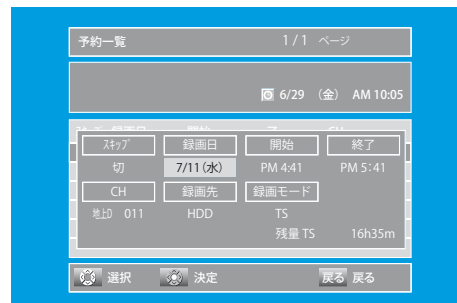 予約一覧 1/1 ページ
6/29 (金) AM 10:05
スキップ 録画日 開始 終了
切 7/11(水) PM 4:41 PM 5:41
CH 録画先 録画モード
地上D 011 HDD TS
残量 TS 16h35m
選択 決定 戻る 戻る